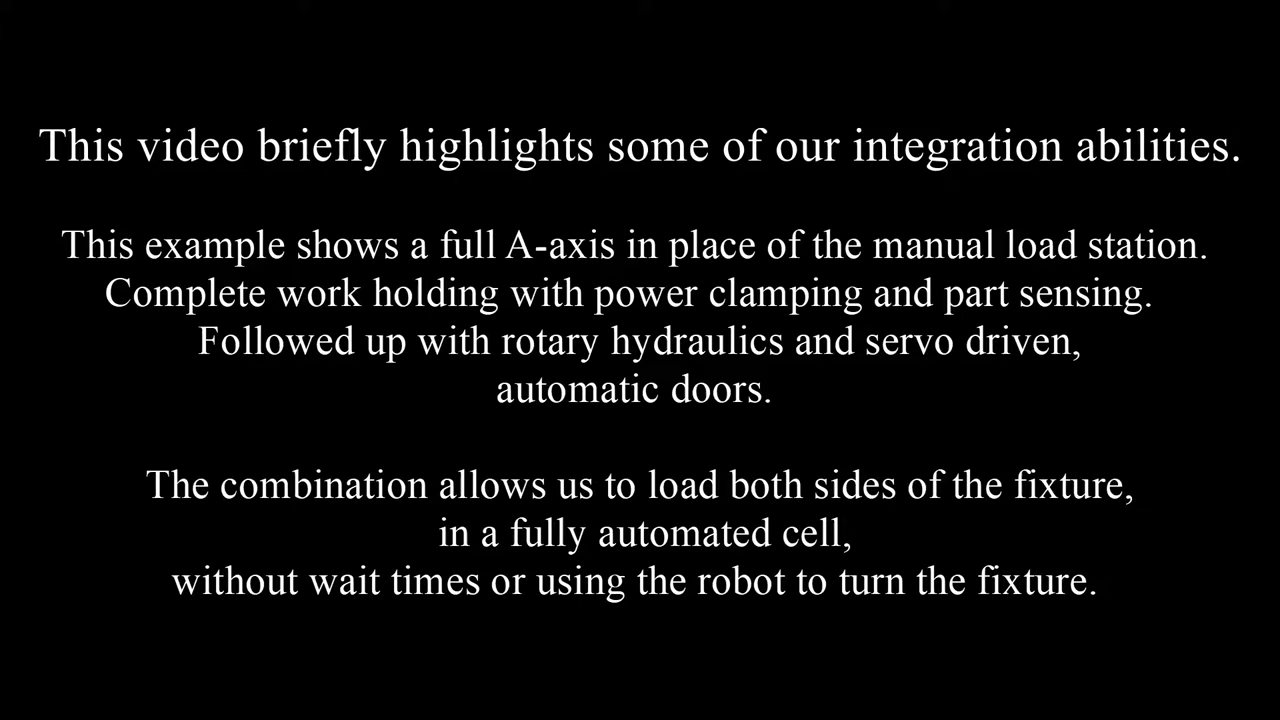 This video briefly highlights some of our integration abilities.
This example shows a full A-axis in place of the manual load station.
Complete work holding with power clamping and part sensing.
Followed up with rotary hydraulics and servo driven,
automatic doors.
The combination allows us to load both sides of the fixture,
in a fully automated cell,
without wait times or using the robot to turn the fixture.